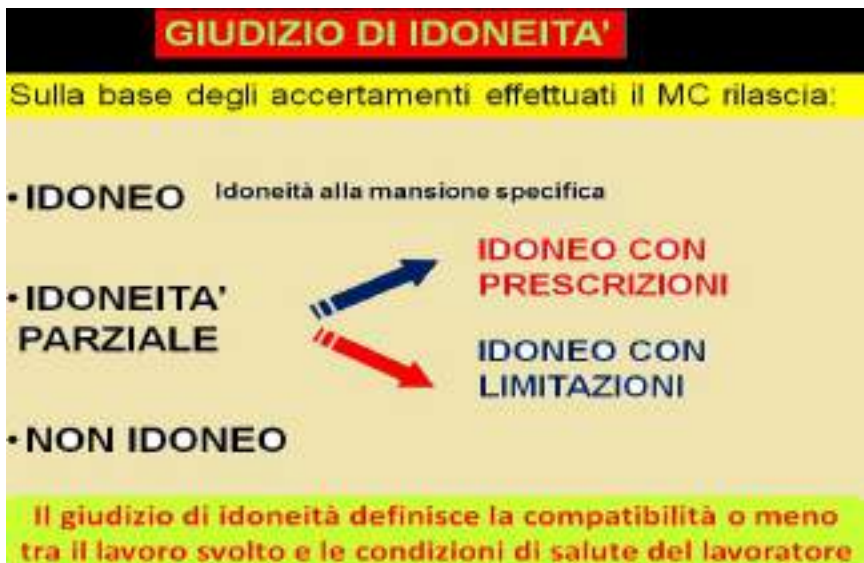 GIUDIZIO DI IDONEITA'
Sulla base degli accertamenti effettuati il MC rilascia:
• IDONEO Idoneità alla mansione specifica
• IDONEITA'
PARZIALE
IDONEO CON
PRESCRIZIONI
IDONEO CON
LIMITAZIONI
• NON IDONEO
Il giudizio di idoneità definisce la compatibilità o meno
tra il lavoro svolto e le condizioni di salute del lavoratore